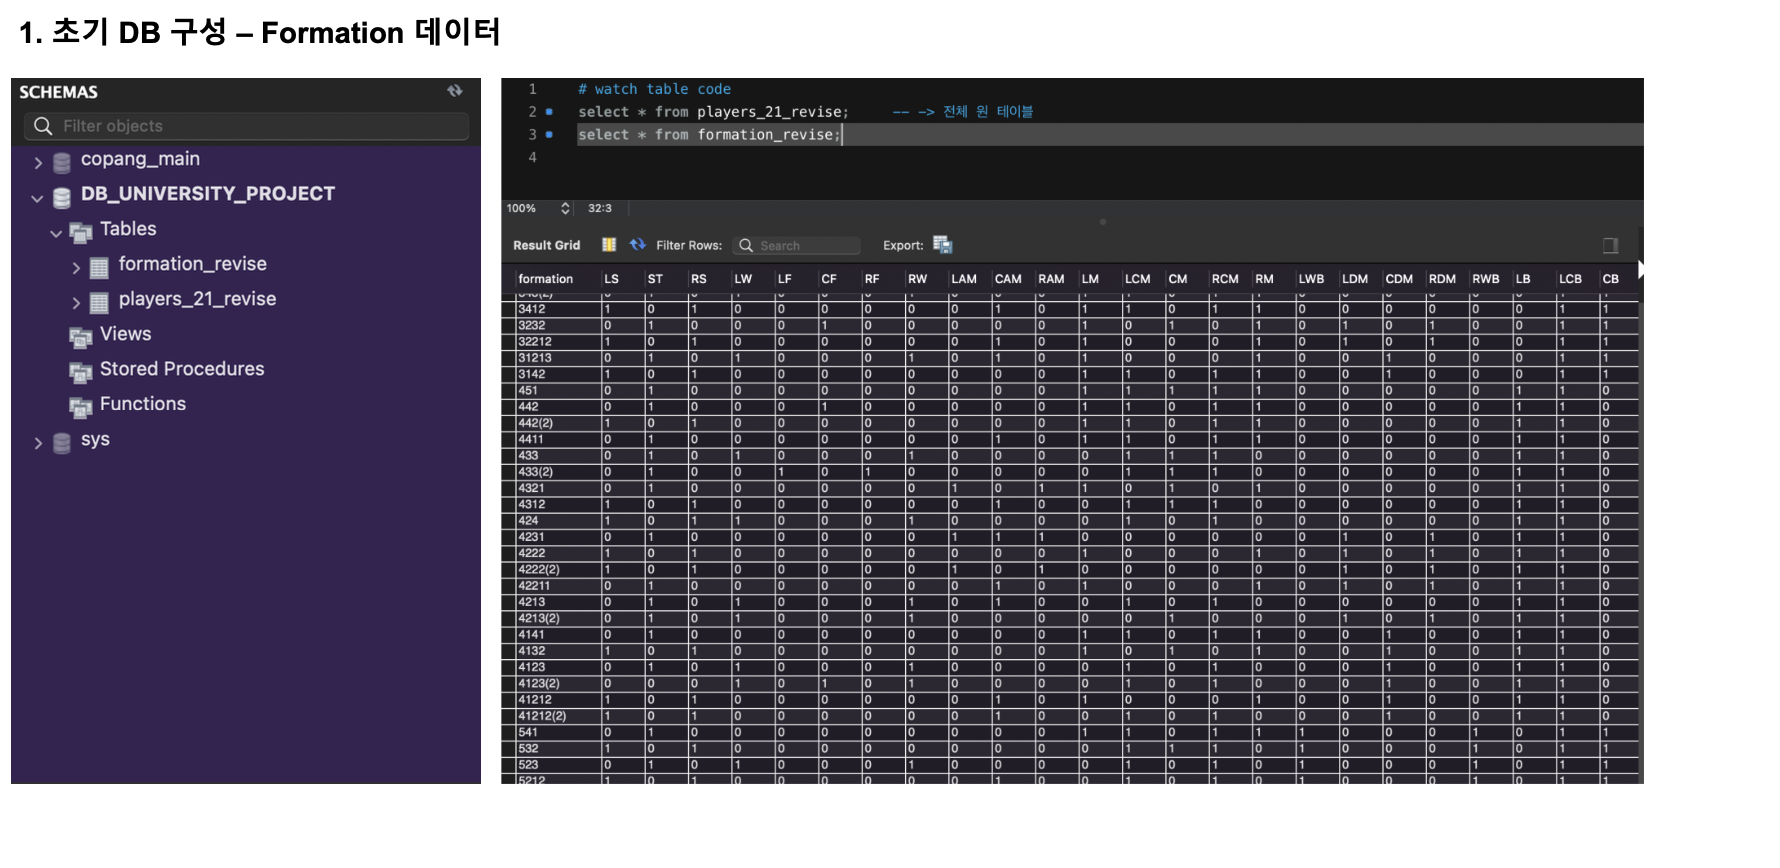 1. 초기 DB 구성 – Formation 데이터
SCHEMAS
Filter objects
copang_main
DB_UNIVERSITY_PROJECT
Tables
formation_revise
players_21_revise
Views
Stored Procedures
Functions
sys
1 # watch table code
2 select * from players_21_revise; -- -> 전체 원 테이블
3 select * from formation_revise;
4
100% 32:3
Result Grid Filter Rows: Search Export:
formation LS ST RS LW LF CF RF RW LAM CAM RAM LM LCM CM RCM RM LWB LDM CDM RDM RWB LB LCB CB
3412 1 0 1 0 0 0 0 0 0 1 0 1 1 0 1 1 0 0 0 0 0 0 1 1
3232 0 1 0 0 0 1 0 0 0 0 0 1 0 1 0 1 0 1 0 1 0 0 1 1
32212 1 0 1 0 0 0 0 0 0 1 0 1 0 0 0 1 0 1 0 1 0 0 1 1
31213 0 1 0 1 0 0 0 1 0 1 0 1 0 0 0 1 0 0 1 0 0 0 1 1
3142 1 0 1 0 0 0 0 0 0 0 0 1 1 0 1 1 0 0 1 0 0 0 1 1
451 0 1 0 0 0 0 0 0 0 0 0 1 1 1 1 1 0 0 0 0 0 1 1 0
442 0 1 0 0 0 1 0 0 0 0 0 1 1 0 1 1 0 0 0 0 0 1 1 0
442(2) 1 0 1 0 0 0 0 0 0 0 0 1 1 0 1 1 0 0 0 0 0 1 1 0
4411 0 1 0 0 0 0 0 0 0 1 0 1 1 0 1 1 0 0 0 0 0 1 1 0
433 0 1 0 1 0 0 0 1 0 0 0 0 1 1 1 0 0 0 0 0 0 1 1 0
433(2) 0 1 0 0 1 0 1 0 0 0 0 0 1 1 1 0 0 0 0 0 0 1 1 0
4321 0 1 0 0 0 0 0 0 1 0 1 1 0 1 0 1 0 0 0 0 0 1 1 0
4312 1 0 1 0 0 0 0 0 0 1 0 0 1 1 1 0 0 0 0 0 0 1 1 0
424 1 0 1 1 0 0 0 1 0 0 0 0 1 0 1 0 0 0 0 0 0 1 1 0
4231 0 1 0 0 0 0 0 0 1 1 1 0 0 0 0 0 0 1 0 1 0 1 1 0
4222 1 0 1 0 0 0 0 0 0 0 0 1 0 0 0 1 0 1 0 1 0 1 1 0
4222(2) 1 0 1 0 0 0 0 0 1 0 1 0 0 0 0 0 0 1 0 1 0 1 1 0
42211 0 1 0 0 0 0 0 0 0 1 0 1 0 0 0 1 0 1 0 1 0 1 1 0
4213 0 1 0 1 0 0 0 1 0 1 0 0 1 0 1 0 0 0 0 0 0 1 1 0
4213(2) 0 1 0 1 0 0 0 1 0 0 0 0 0 1 0 0 0 1 0 1 0 1 1 0
4141 0 1 0 0 0 0 0 0 0 0 0 1 1 0 1 1 0 0 1 0 0 1 1 0
4132 1 0 1 0 0 0 0 0 0 0 0 1 0 1 0 1 0 0 1 0 0 1 1 0
4123 0 1 0 1 0 0 0 1 0 0 0 0 1 0 1 0 0 0 1 0 0 1 1 0
4123(2) 0 0 0 1 0 1 0 1 0 0 0 0 1 0 1 0 0 0 1 0 0 1 1 0
41212 1 0 1 0 0 0 0 0 0 1 0 1 0 0 0 1 0 0 1 0 0 1 1 0
41212(2) 1 0 1 0 0 0 0 0 0 1 0 0 1 0 1 0 0 0 1 0 0 1 1 0
541 0 1 0 0 0 0 0 0 0 0 0 1 1 0 1 1 1 0 0 0 1 0 1 1
532 1 0 1 0 0 0 0 0 0 0 0 0 1 1 1 0 1 0 0 0 1 0 1 1
523 0 1 0 1 0 0 0 1 0 0 0 0 1 0 1 0 1 0 0 0 1 0 1 1
5212 1 0 1 0 0 0 0 0 0 1 0 0 1 0 1 0 1 0 0 0 1 0 1 1